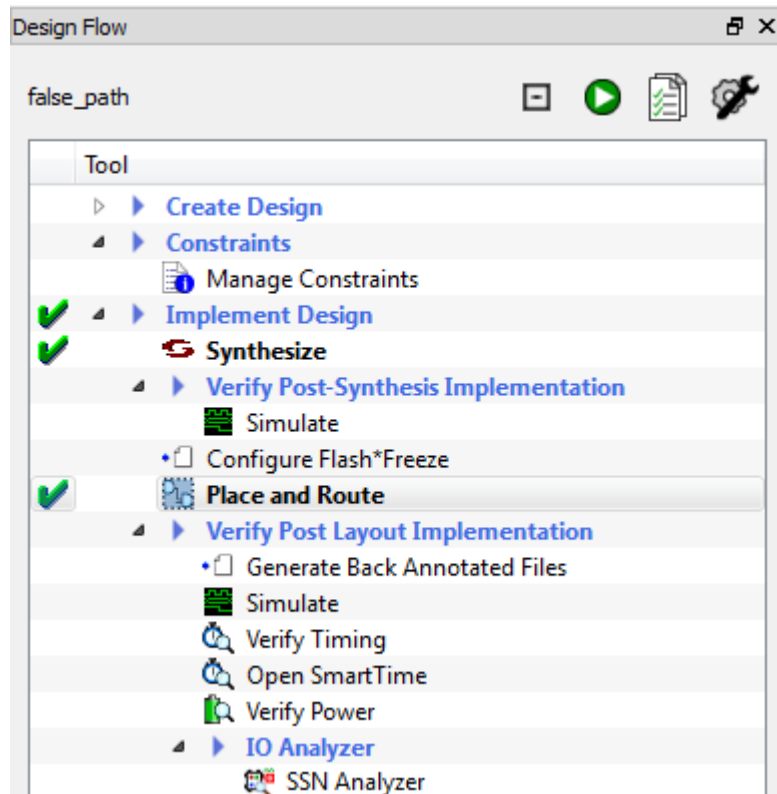 Design Flow
false_path
Tool
Create Design
Constraints
Manage Constraints
Implement Design
Synthesize
Verify Post-Synthesis Implementation
Simulate
Configure Flash*Freeze
Place and Route
Verify Post Layout Implementation
Generate Back Annotated Files
Simulate
Verify Timing
Open SmartTime
Verify Power
IO Analyzer
SSN Analyzer